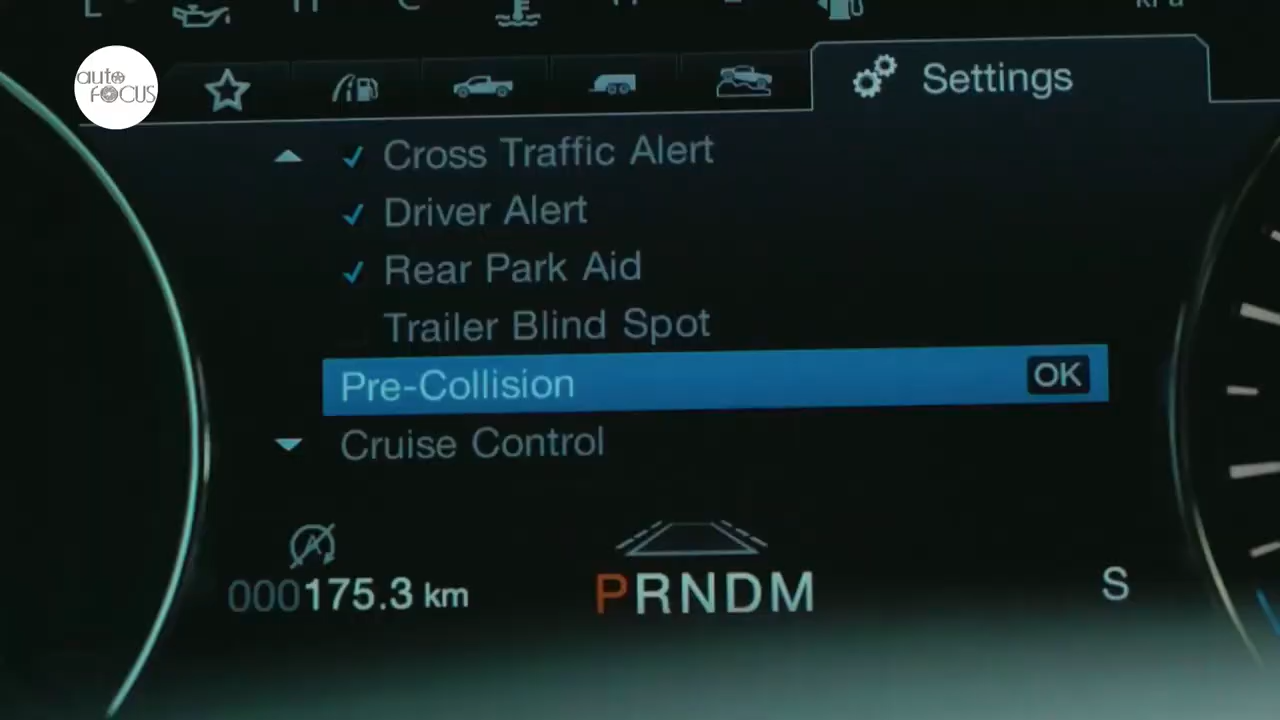 auto
FOCUS
Settings
Cross Traffic Alert
Driver Alert
Rear Park Aid
Trailer Blind Spot
Pre-Collision OK
Cruise Control
000175.3 km
PRNDM
S